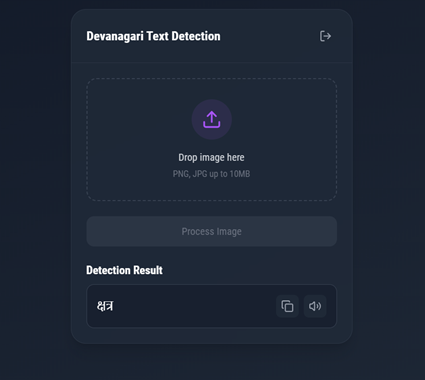 Devanagari Text Detection
Drop image here
PNG, JPG up to 10MB
Process Image
Detection Result
क्षत्र